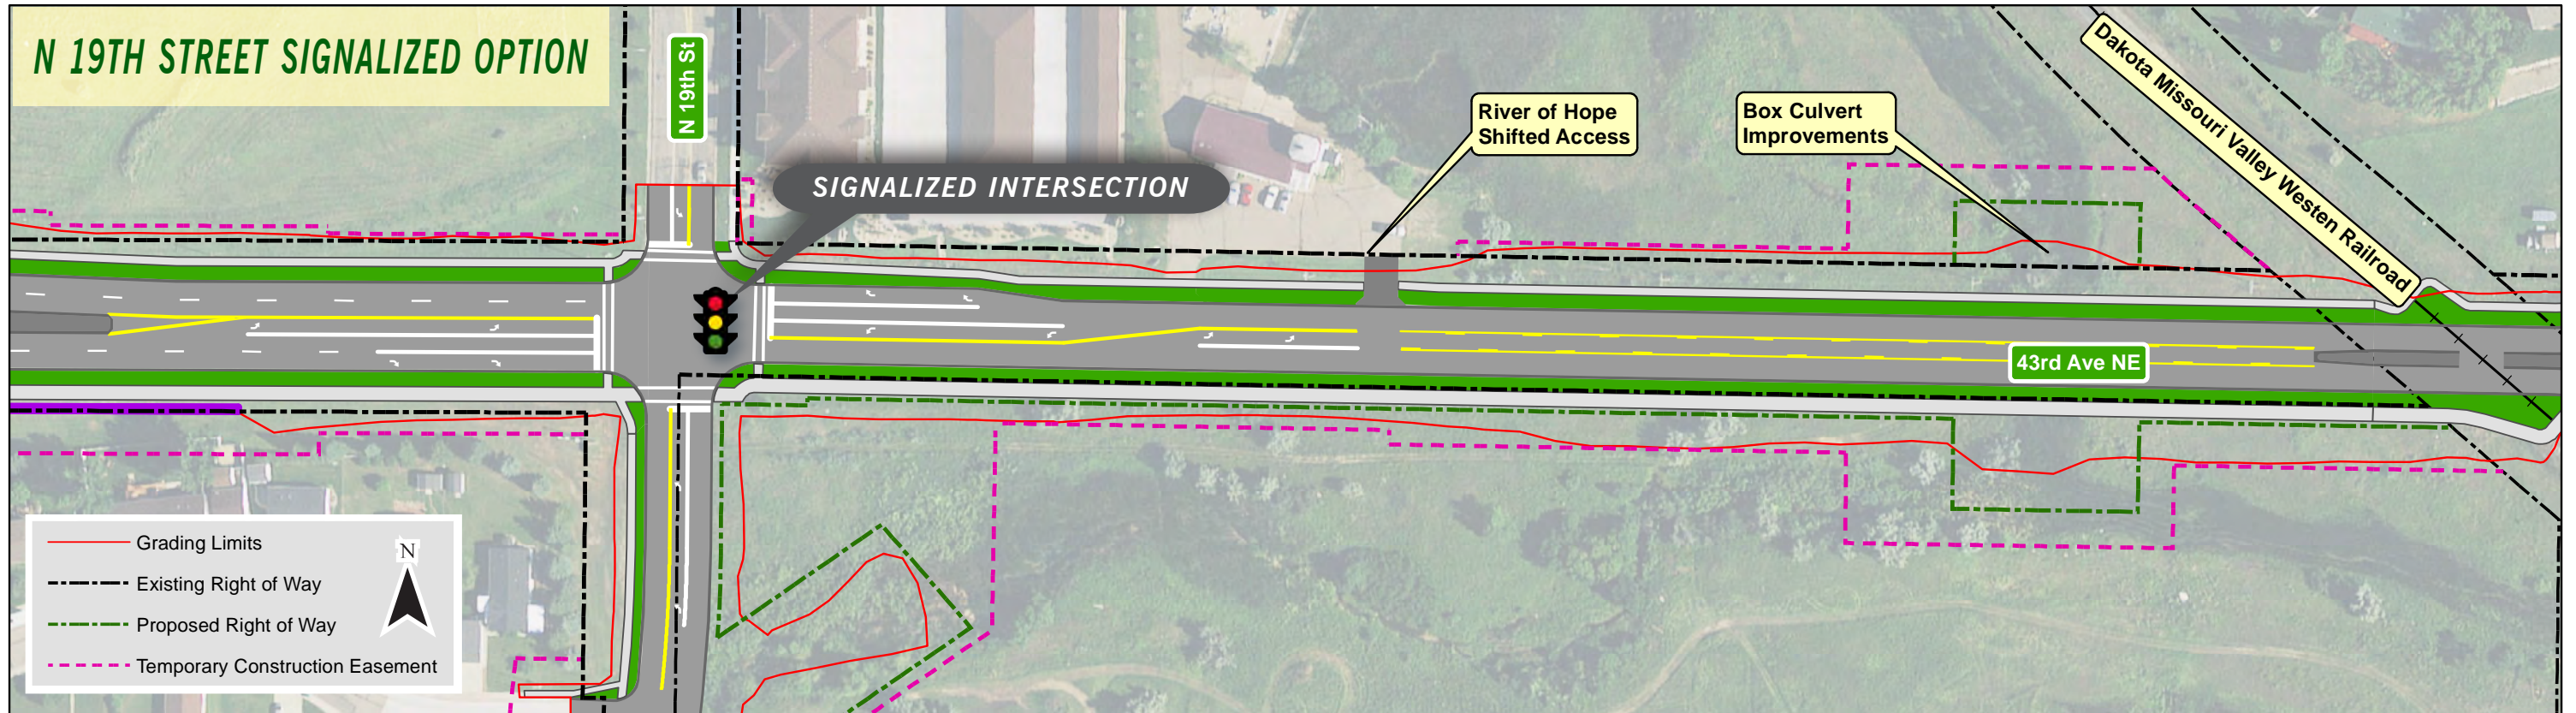 N 19TH STREET SIGNALIZED OPTION
N 19th St
SIGNALIZED INTERSECTION
River of Hope
Shifted Access
Box Culvert
Improvements
Dakota Missouri Valley Westen Railroad
43rd Ave NE
Grading Limits
Existing Right of Way
Proposed Right of Way
Temporary Construction Easement
N